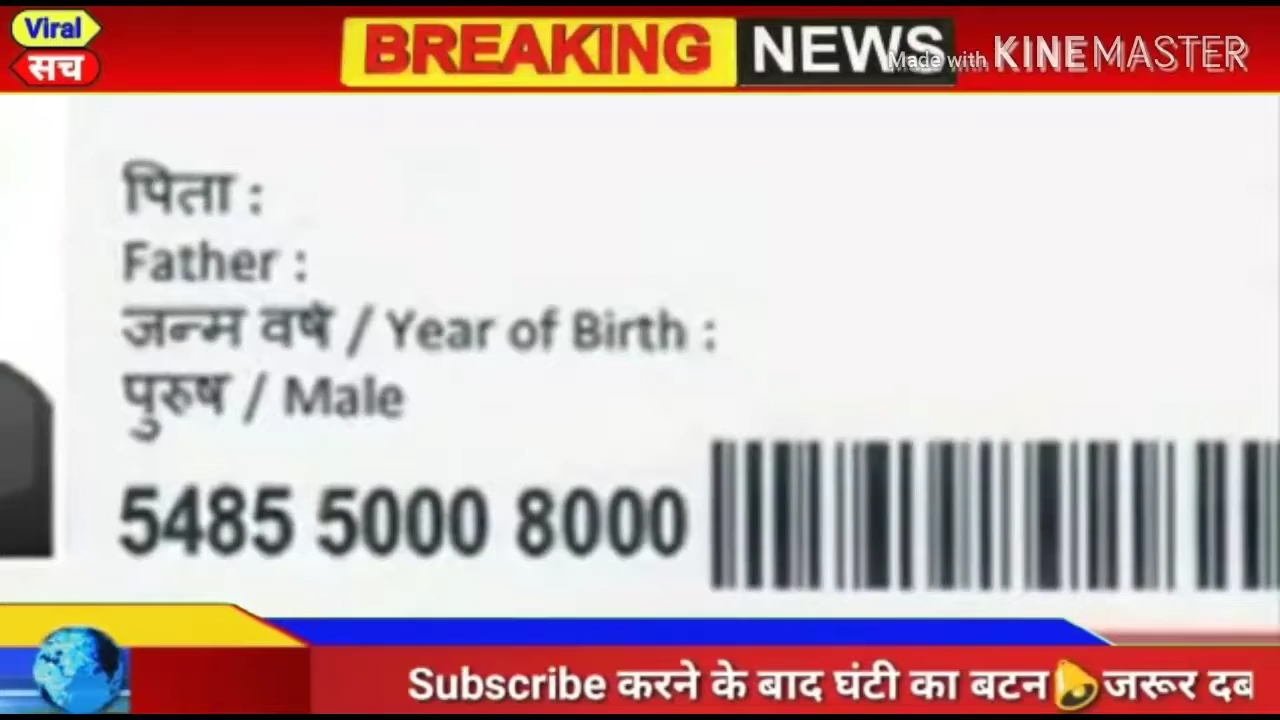 Viral
सच
BREAKING NEWS
Made with KINEMASTER
पिता :
Father :
जन्म वर्ष / Year of Birth :
पुरुष / Male
5485 5000 8000
Subscribe करने के बाद घंटी का बटन जरूर दब